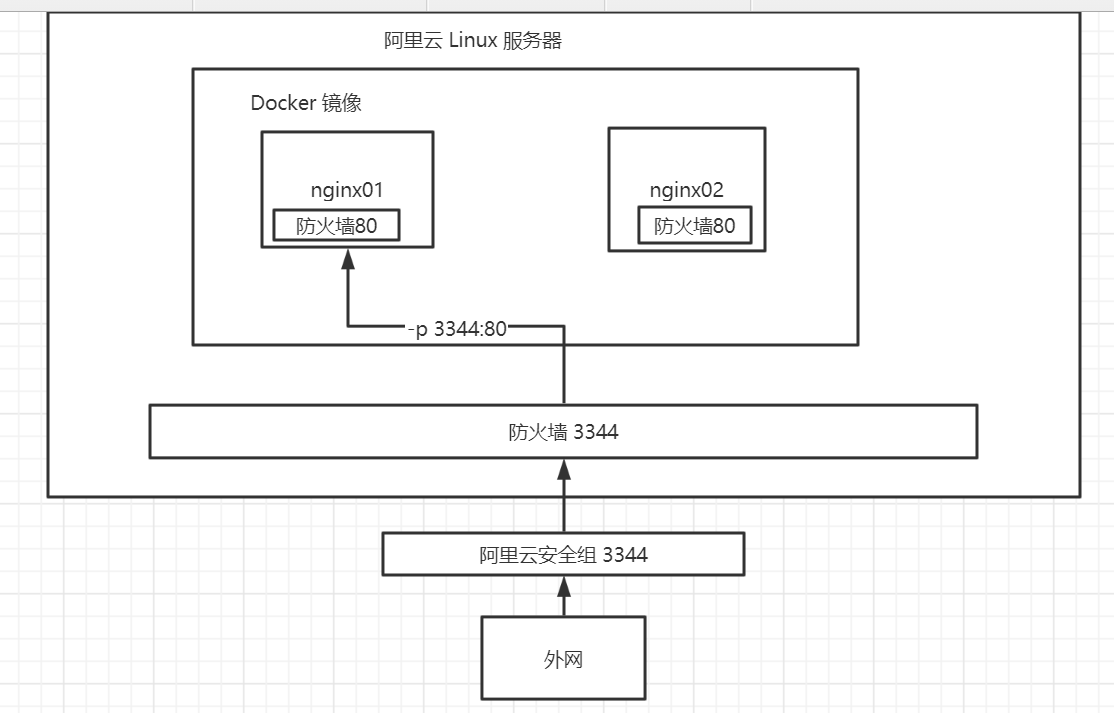 阿里云 Linux 服务器
Docker 镜像
nginx01
防火墙80
nginx02
防火墙80
-p 3344:80
防火墙 3344
阿里云安全组 3344
外网